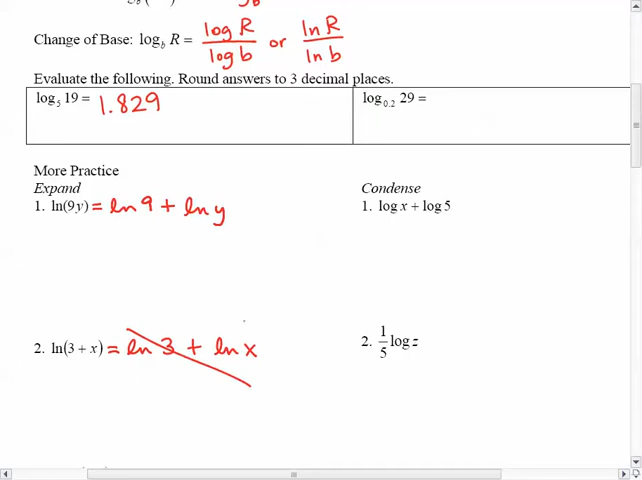 Change of Base: log_b R = log R / log b or ln R / ln b
Evaluate the following. Round answers to 3 decimal places.
log_5 19 = 1.829
log_0.2 29 =
More Practice
Expand
Condense
1. ln(9y) = ln 9 + ln y
1. log x + log 5
2. ln(3 + x) = ln 3 + ln x
2. 1/5 log z